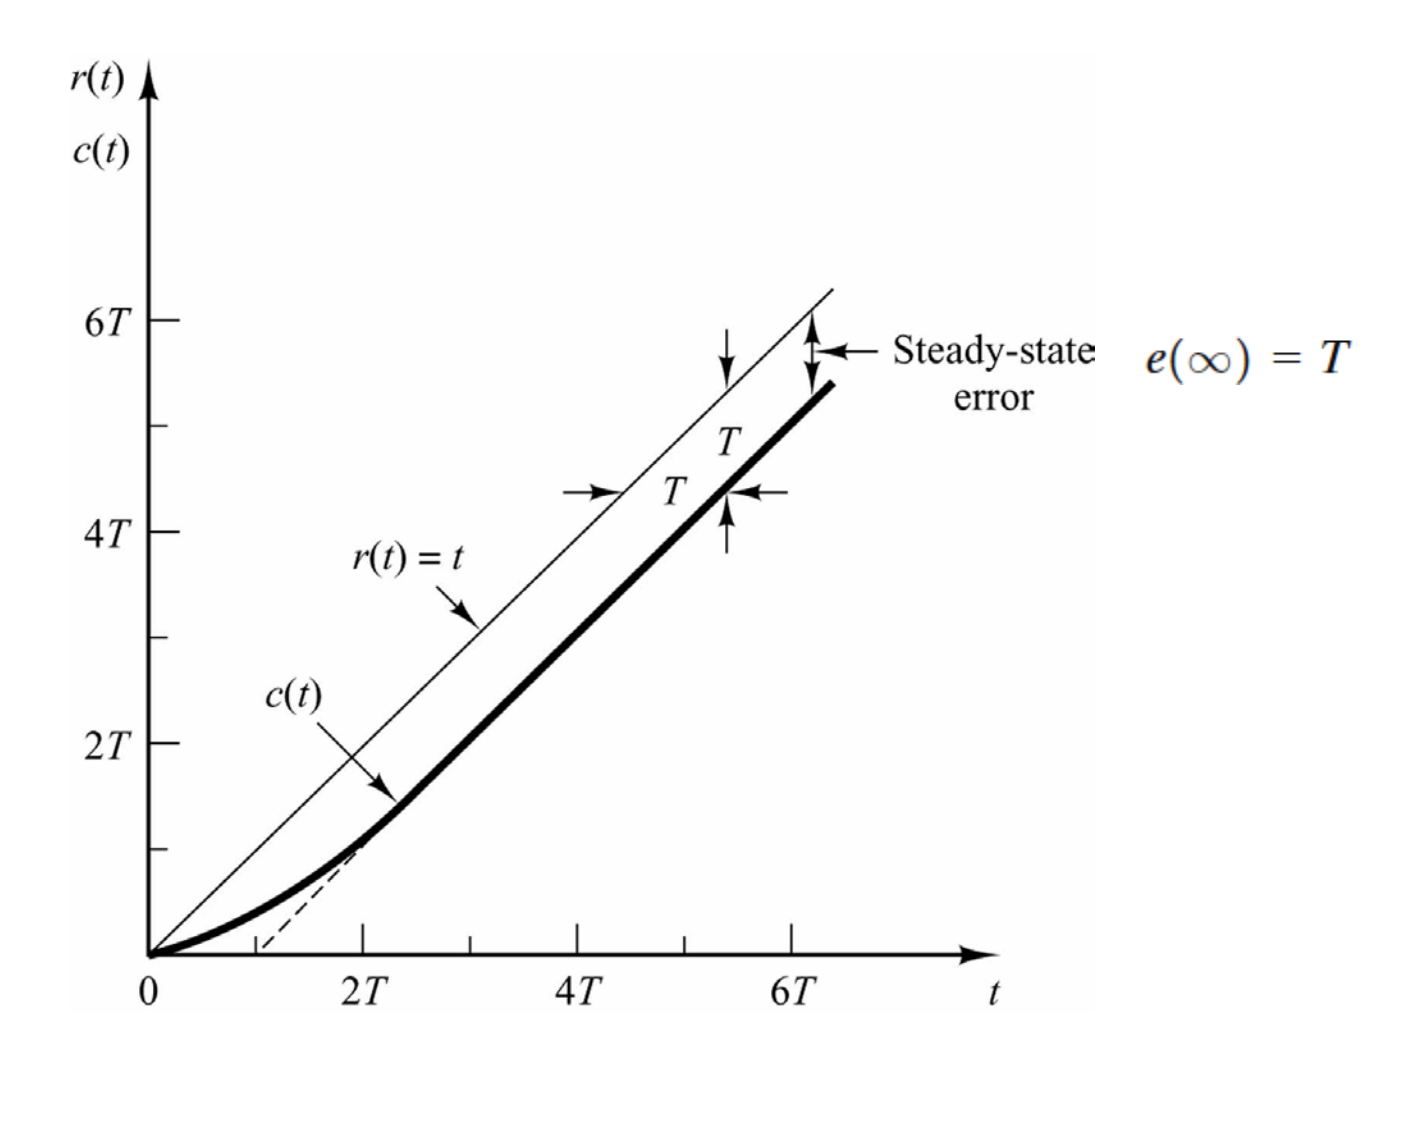 r(t)
c(t)
6T
Steady-state
error
e(∞) = T
T
T
4T
r(t) = t
c(t)
2T
0
2T
4T
6T
t